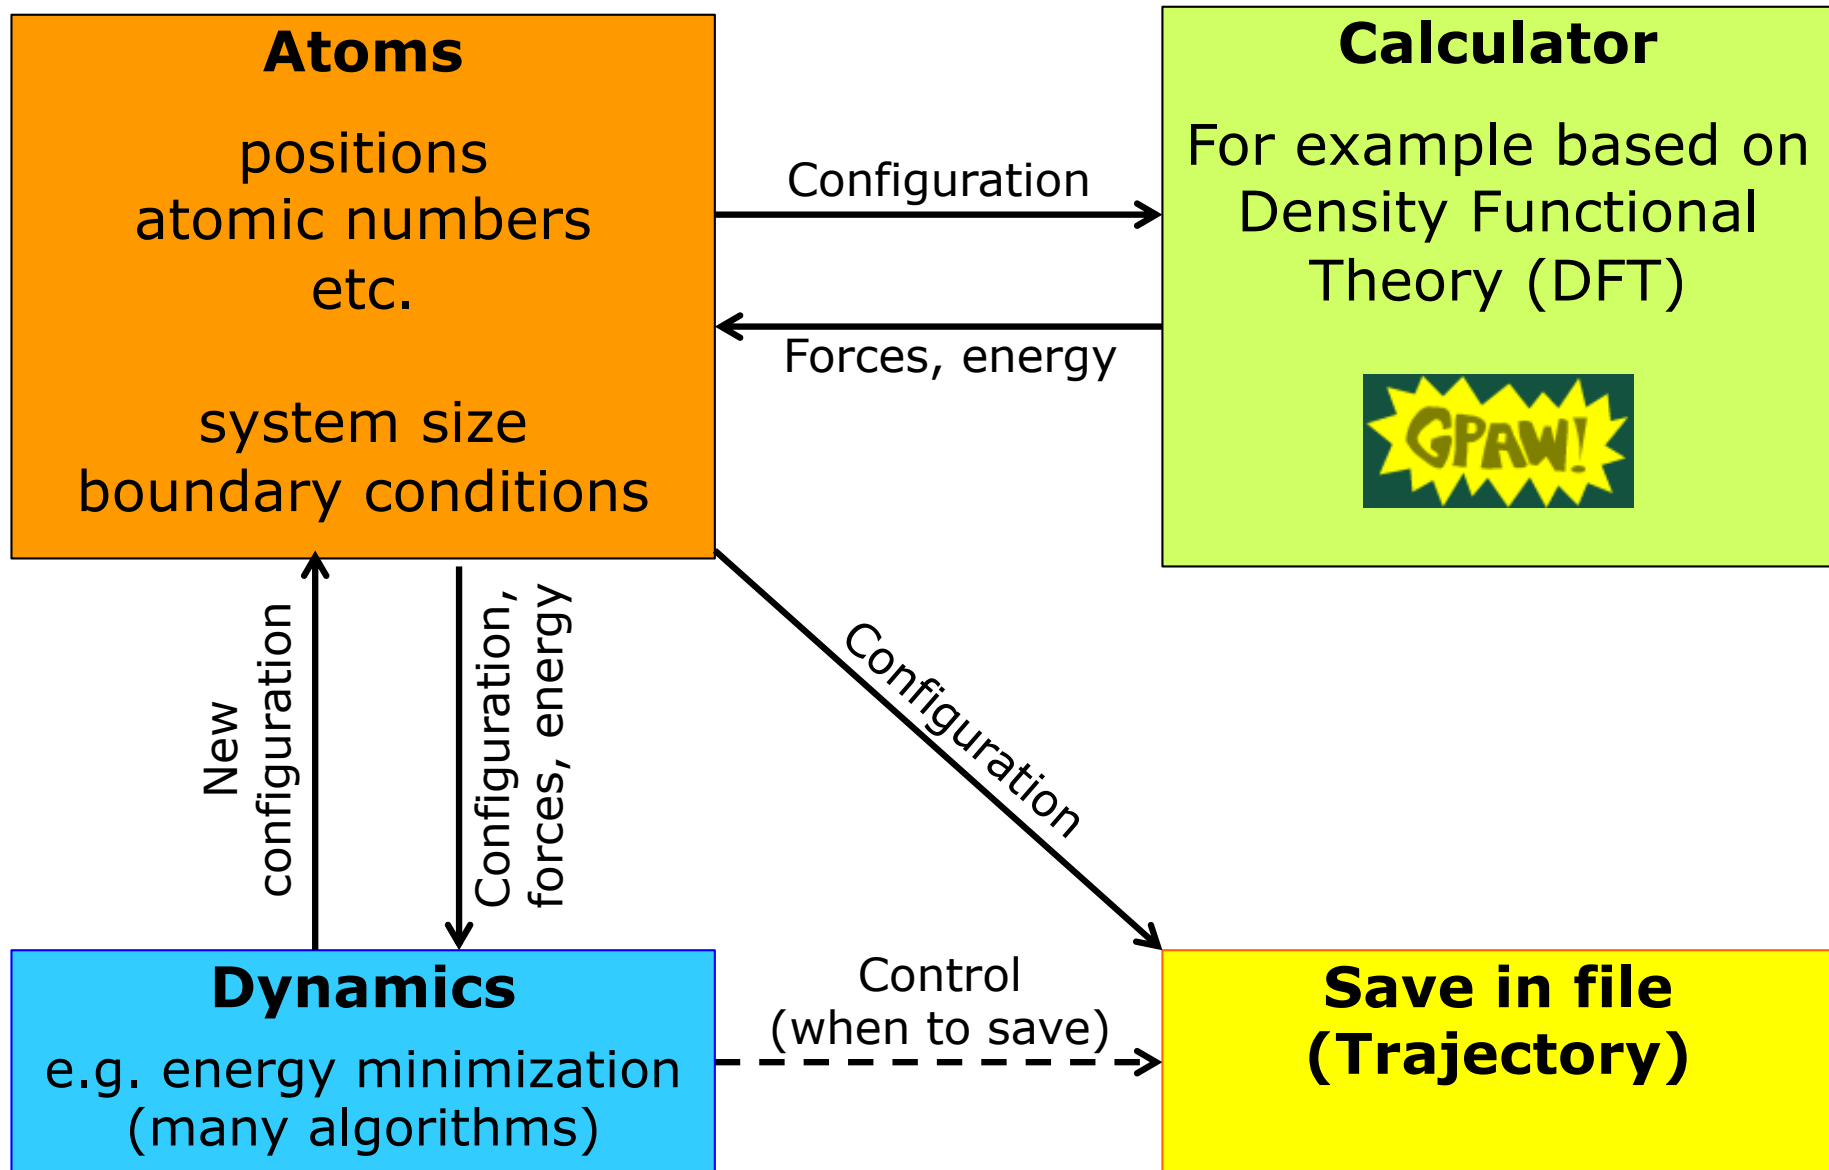 Atoms
positions
atomic numbers
etc.
system size
boundary conditions
Configuration
Forces, energy
Calculator
For example based on
Density Functional
Theory (DFT)
GPAW!
New
configuration
Configuration,
forces, energy
Configuration
Dynamics
e.g. energy minimization
(many algorithms)
Control
(when to save)
Save in file
(Trajectory)